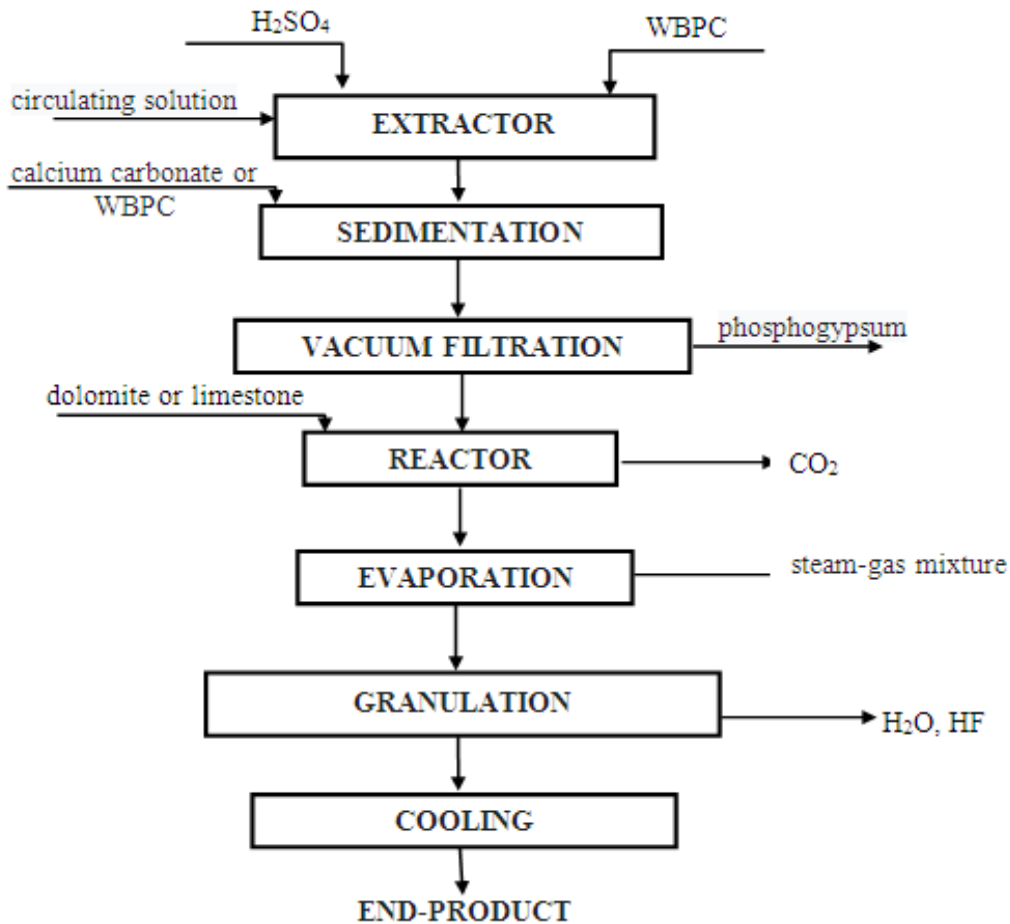 H₂SO₄
WBPC
circulating solution
EXTRACTOR
calcium carbonate or
WBPC
SEDIMENTATION
VACUUM FILTRATION
phosphogypsum
dolomite or limestone
REACTOR
CO₂
EVAPORATION
steam-gas mixture
GRANULATION
H₂O, HF
COOLING
END-PRODUCT